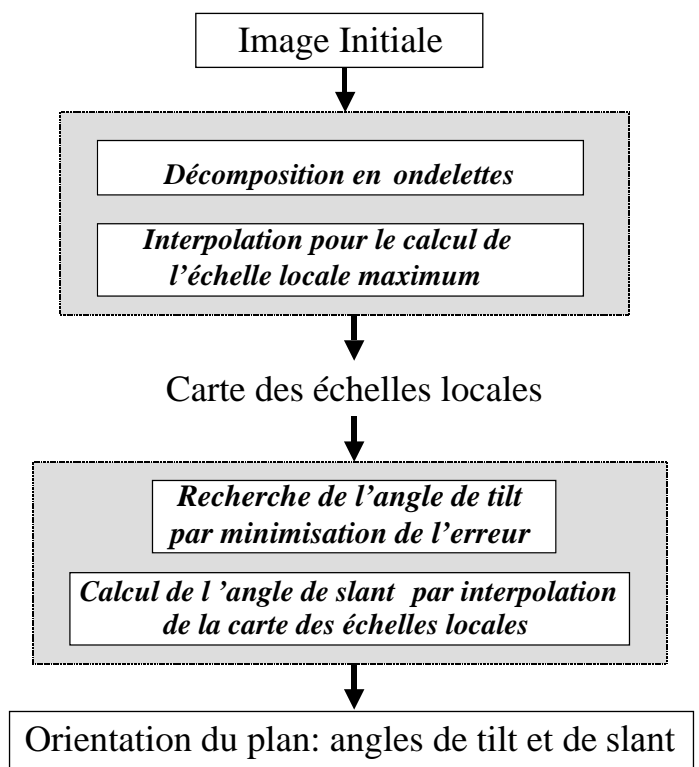 Image Initiale
Décomposition en ondelettes
Interpolation pour le calcul de
l’échelle locale maximum
Carte des échelles locales
Recherche de l’angle de tilt
par minimisation de l’erreur
Calcul de l ’angle de slant par interpolation
de la carte des échelles locales
Orientation du plan: angles de tilt et de slant